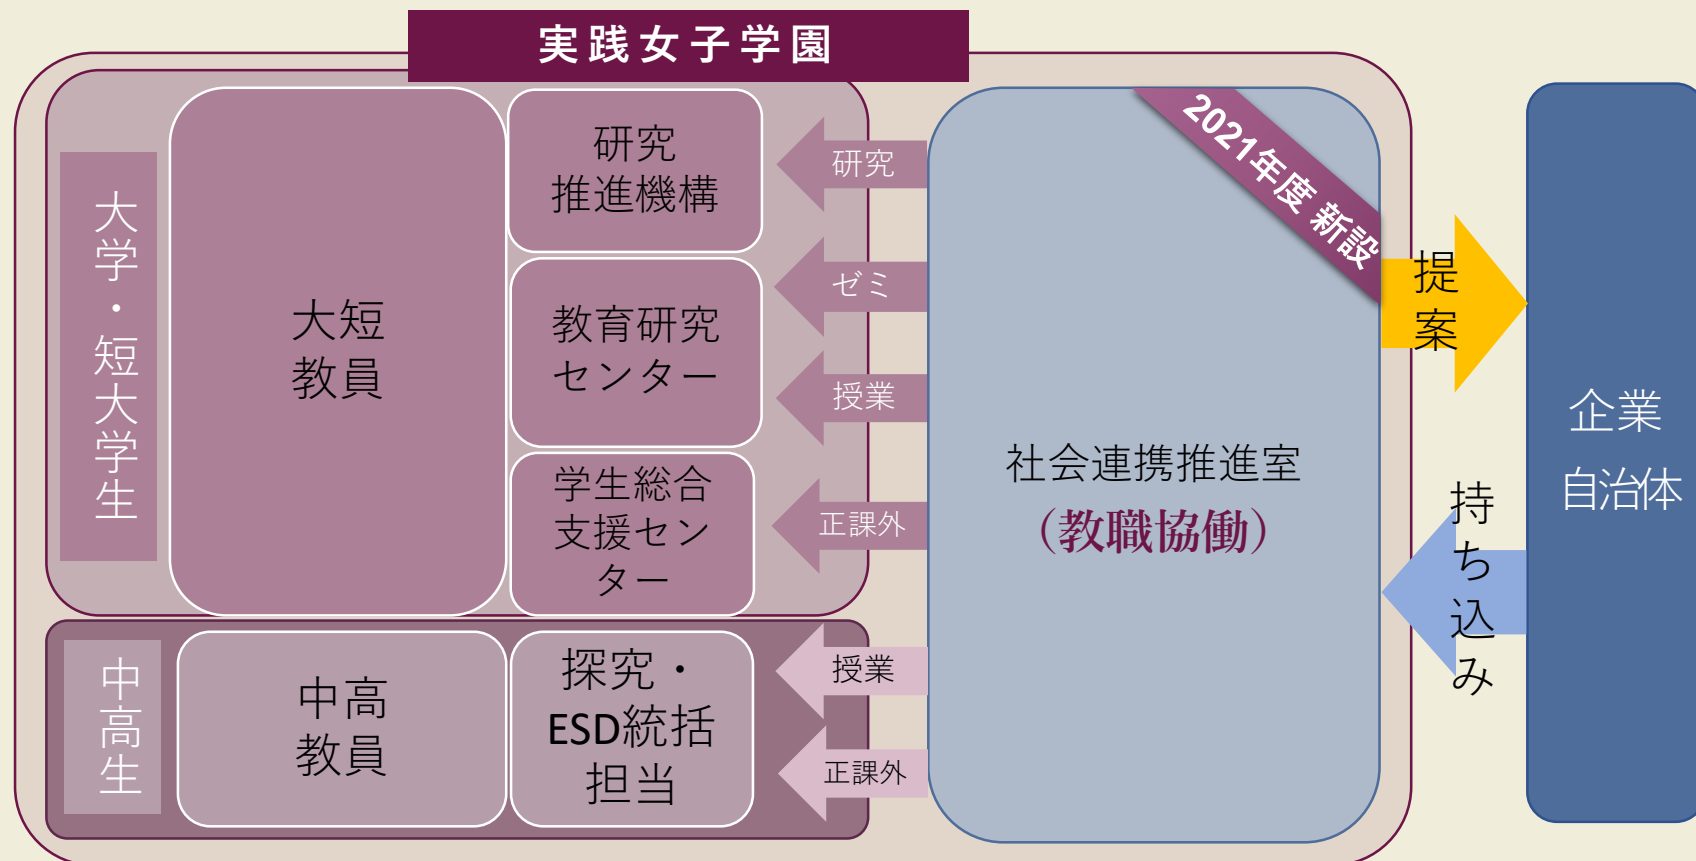 実践女子学園
大学・短大学生
大短
教員
研究
推進機構
教育研究
センター
学生総合
支援セン
ター
研究
ゼミ
授業
正課外
中高生
中高
教員
探究・
ESD統括
担当
授業
正課外
2021年度 新設
社会連携推進室
（教職協働）
提案
持ち込み
企業
自治体